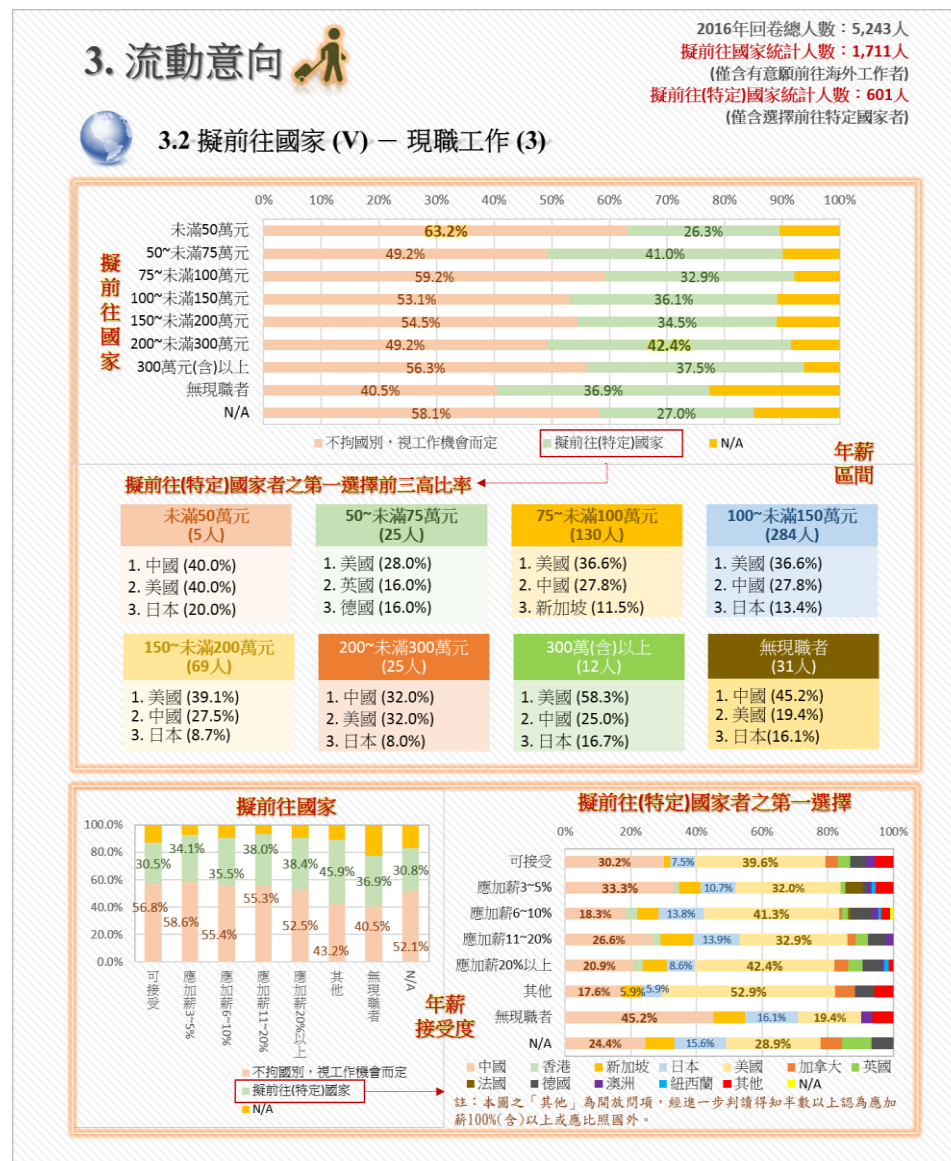 3. 流動意向
2016年回卷總人數：5,243人
擬前往國家統計人數：1,711人
(僅含有意願前往海外工作者)
擬前往(特定)國家統計人數：601人
(僅含選擇前往特定國家者)
3.2 擬前往國家 (V) － 現職工作 (3)
0% 10% 20% 30% 40% 50% 60% 70% 80% 90% 100%
擬前往國家
未滿50萬元 63.2% 26.3%
50~未滿75萬元 49.2% 41.0%
75~未滿100萬元 59.2% 32.9%
100~未滿150萬元 53.1% 36.1%
150~未滿200萬元 54.5% 34.5%
200~未滿300萬元 49.2% 42.4%
300萬元(含)以上 56.3% 37.5%
無現職者 40.5% 36.9%
N/A 58.1% 27.0%
不拘國別，視工作機會而定 擬前往(特定)國家 N/A
年薪
區間
擬前往(特定)國家者之第一選擇前三高比率
未滿50萬元
(5人)
1. 中國 (40.0%)
2. 美國 (40.0%)
3. 日本 (20.0%)
50~未滿75萬元
(25人)
1. 美國 (28.0%)
2. 英國 (16.0%)
3. 德國 (16.0%)
75~未滿100萬元
(130人)
1. 美國 (36.6%)
2. 中國 (27.8%)
3. 新加坡 (11.5%)
100~未滿150萬元
(284人)
1. 美國 (36.6%)
2. 中國 (27.8%)
3. 日本 (13.4%)
150~未滿200萬元
(69人)
1. 美國 (39.1%)
2. 中國 (27.5%)
3. 日本 (8.7%)
200~未滿300萬元
(25人)
1. 中國 (32.0%)
2. 美國 (32.0%)
3. 日本 (8.0%)
300萬(含)以上
(12人)
1. 美國 (58.3%)
2. 中國 (25.0%)
3. 日本 (16.7%)
無現職者
(31人)
1. 中國 (45.2%)
2. 美國 (19.4%)
3. 日本(16.1%)
擬前往國家
100.0%
80.0%
60.0%
40.0%
20.0%
0.0%
30.5% 34.1% 35.5% 38.0% 38.4% 45.9% 36.9% 30.8%
56.8% 58.6% 55.4% 55.3% 52.5% 43.2% 40.5% 52.1%
可接受
應加薪3~5%
應加薪6~10%
應加薪11~20%
應加薪20%以上
其他
無現職者
N/A
年薪
接受度
不拘國別，視工作機會而定
擬前往(特定)國家
N/A
擬前往(特定)國家者之第一選擇
0% 20% 40% 60% 80% 100%
可接受 30.2% 7.5% 39.6%
應加薪3~5% 33.3% 10.7% 32.0%
應加薪6~10% 18.3% 13.8% 41.3%
應加薪11~20% 26.6% 13.9% 32.9%
應加薪20%以上 20.9% 8.6% 42.4%
其他 17.6% 5.9% 5.9% 52.9%
無現職者 45.2% 16.1% 19.4%
N/A 24.4% 15.6% 28.9%
中國 香港 新加坡 日本 美國 加拿大 英國
法國 德國 澳洲 紐西蘭 其他 N/A
註：本圖之「其他」為開放問項，經進一步判讀得知半數以上認為應加
薪100%(含)以上或應比照國外。